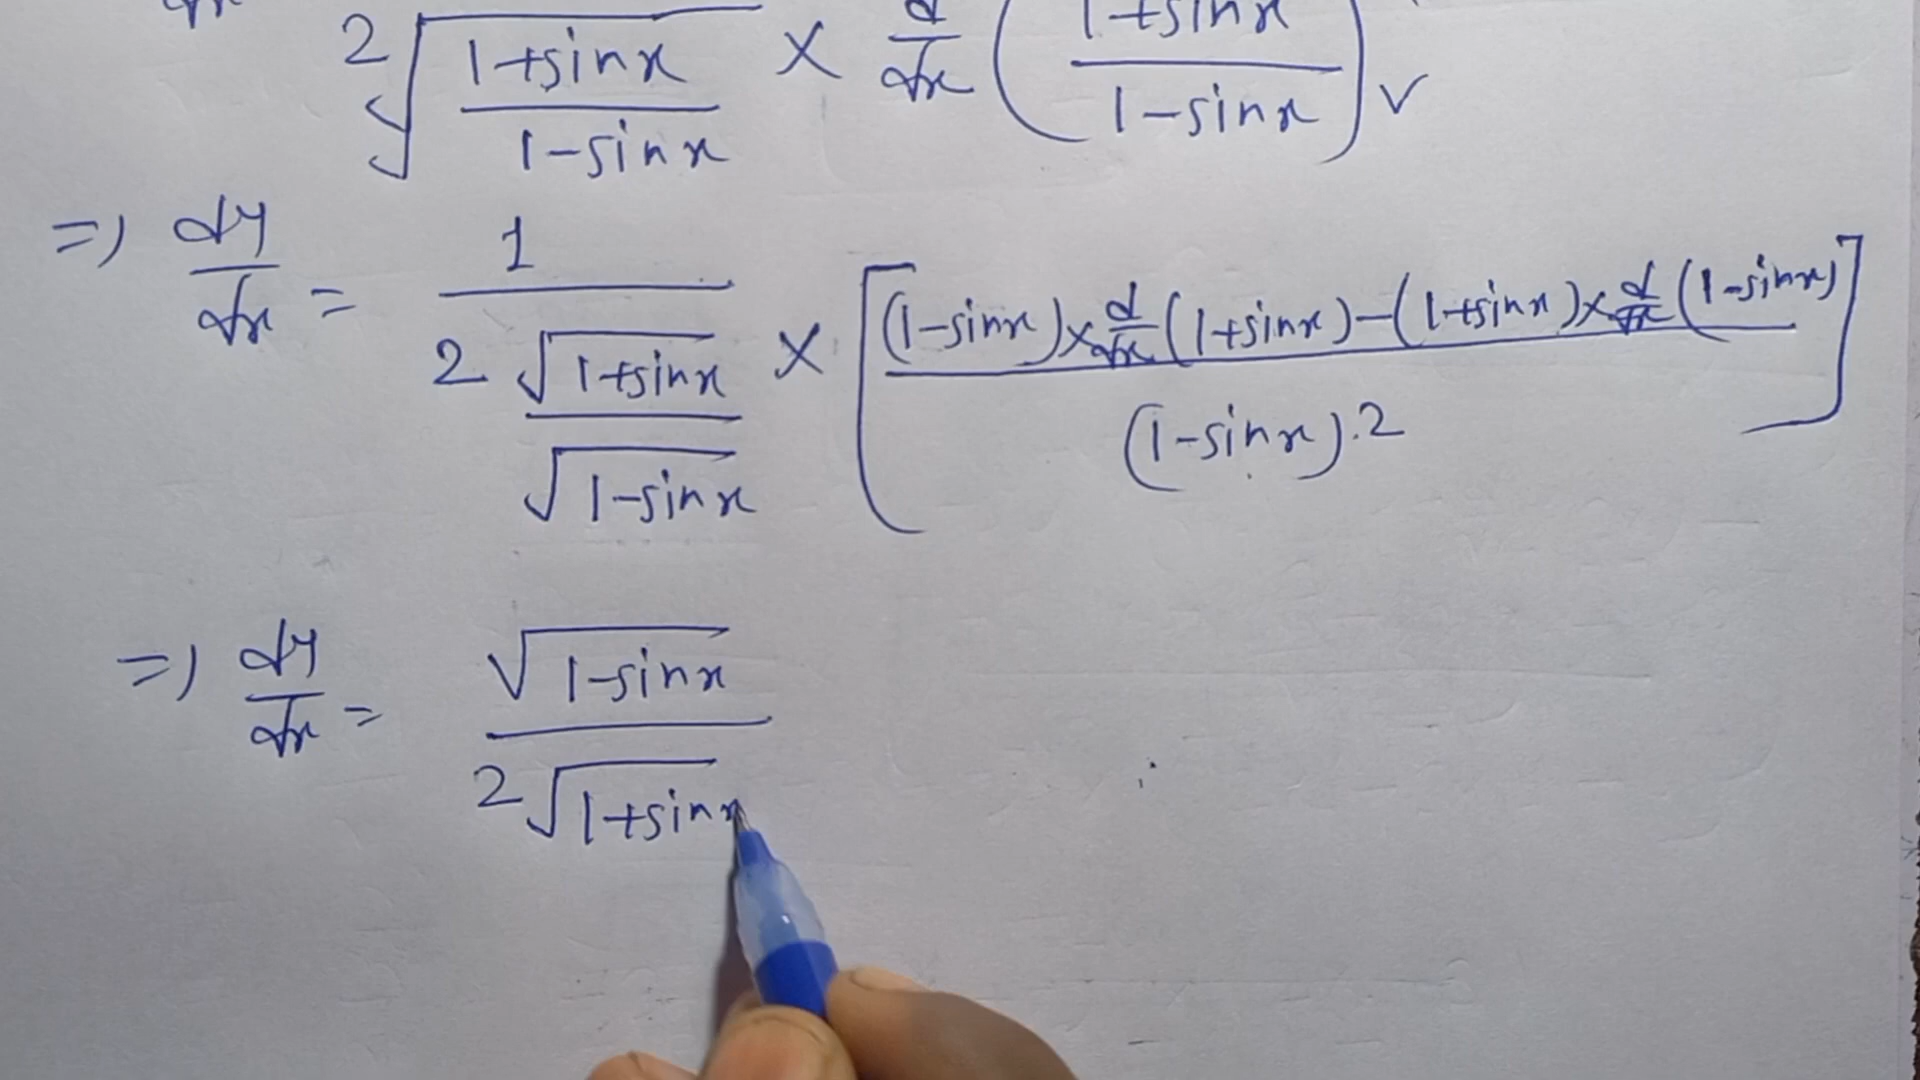 2√(1+sinx / 1-sinx) × d/dx (1+sinx / 1-sinx)
=) dy/dx = 1 / 2 √1+sinx / √1-sinx × [(1-sinx)×d/dx(1+sinx)-(1+sinx)×d/dx(1-sinx) / (1-sinx).2]
=) dy/dx = √1-sinx / 2√1+sinx